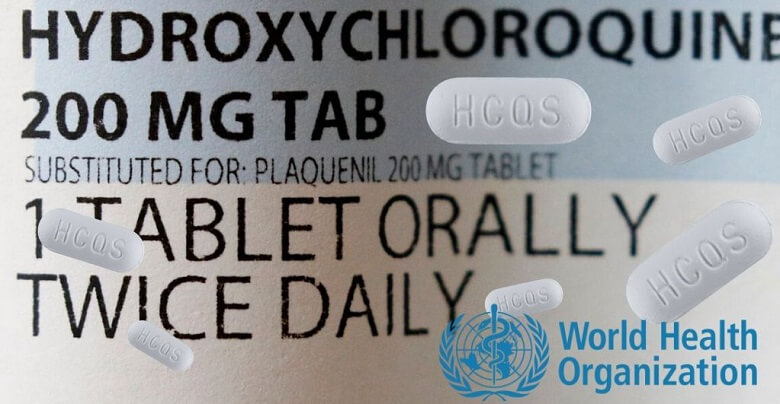 HYDROXYCHLOROQUINE
200 MG TAB
HCQS
HCQS
SUBSTITUTED FOR: PLAQUENIL 200 MG TABLET
1 TABLET ORALLY
HCQS
HCQS
TWICE DAILY
HCQS
HCQS
World Health
Organization